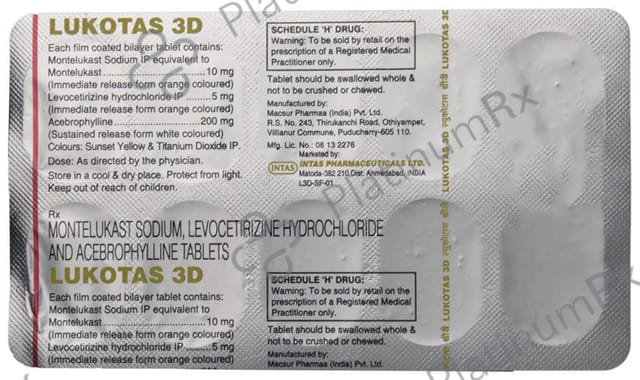 LUKOTAS 3D
Each film coated bilayer tablet contains:
Montelukast Sodium IP equivalent to
Montelukast..............................10 mg
(Immediate release form orange coloured)
Levocetirizine hydrochloride IP........5 mg
(Immediate release form orange coloured)
Acebrophylline........................200 mg
(Sustained release form white coloured)
Colours: Sunset Yellow & Titanium Dioxide IP.
Dose: As directed by the physician.
Store in a cool & dry place. Protect from light.
Keep out of reach of children.
SCHEDULE 'H' DRUG:
Warning: To be sold by retail on the
prescription of a Registered Medical
Practitioner only.
Tablet should be swallowed whole &
not to be crushed or chewed.
Manufactured by:
Macsur Pharmaa (India) Pvt. Ltd.
R.S. No. 243, Thirukanchi Road, Othiyampet,
Villianur Commune, Puducherry-605 110.
Mfg. Lic. No. 08 13 2276
Marketed by:
INTAS
INTAS PHARMACEUTICALS LTD.
Matoda-382 210.Dist. Ahmedabad, INDIA
L3D-SF-01
Rx
MONTELUKAST SODIUM, LEVOCETIRIZINE HYDROCHLORIDE
AND ACEBROPHYLLINE TABLETS
LUKOTAS 3D
Each film coated bilayer tablet contains:
Montelukast Sodium IP equivalent to
Montelukast..............................10 mg
(Immediate release form orange coloured)
Levocetirizine hydrochloride IP........5 mg
(Immediate release form orange coloured)
SCHEDULE 'H' DRUG:
Warning: To be sold by retail on the
prescription of a Registered Medical
Practitioner only.
Tablet should be swallowed whole &
not to be crushed or chewed.
Manufactured by:
Macsur Pharmaa (India) Pvt. Ltd.
LUKOTAS 3D ल्युकोटास थ्रीडी LUKOTAS 3D ल्युकोटास थ्रीडी LUKOTAS 3D
PlatinumRx
PlatinumRx
PlatinumRx